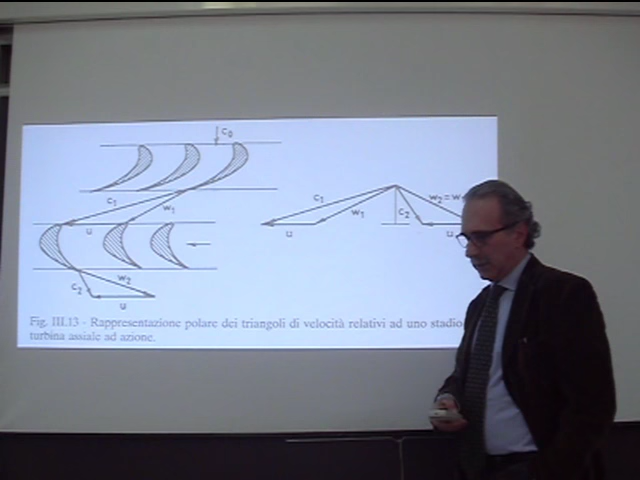 c0
c1
w1
u
c2
w2
u
c1
w1
u
c2
w2=w
u
Fig. III.13 - Rappresentazione polare dei triangoli di velocità relativi ad uno stadio
turbina assiale ad azione.